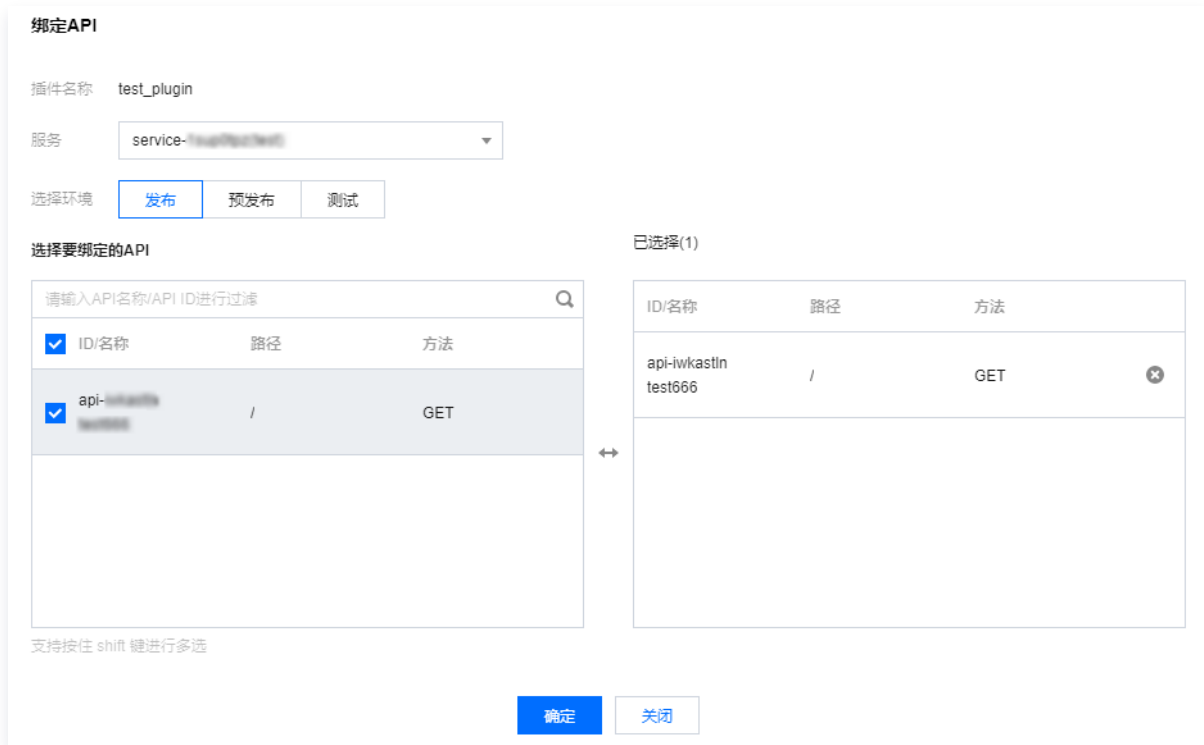 绑定API
插件名称 test_plugin
服务 service-
选择环境 发布 预发布 测试
选择要绑定的API
已选择(1)
请输入API名称/API ID进行过滤
ID/名称 路径 方法
api-
/ GET
ID/名称 路径 方法
api-iwkastln
test666
/ GET
支持按住 shift 键进行多选
确定 关闭